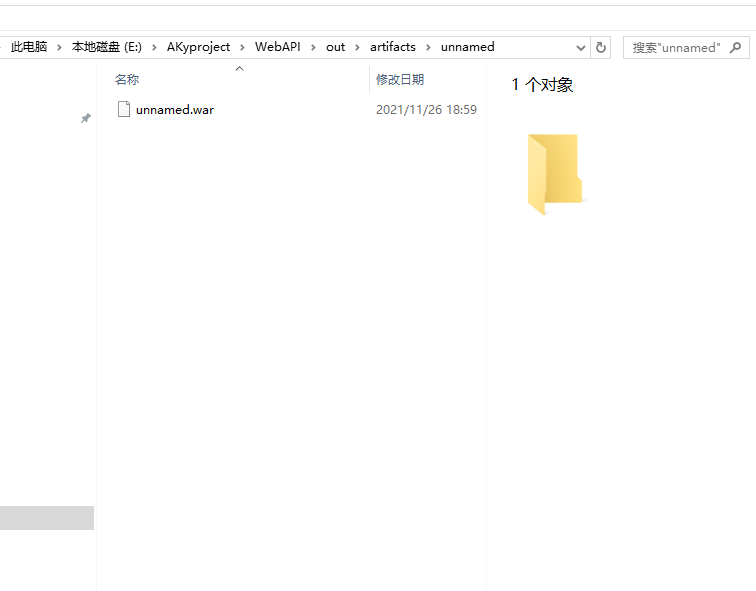 此电脑 › 本地磁盘 (E:) › AKyproject › WebAPI › out › artifacts › unnamed
搜索"unnamed"
名称
修改日期
1 个对象
unnamed.war
2021/11/26 18:59